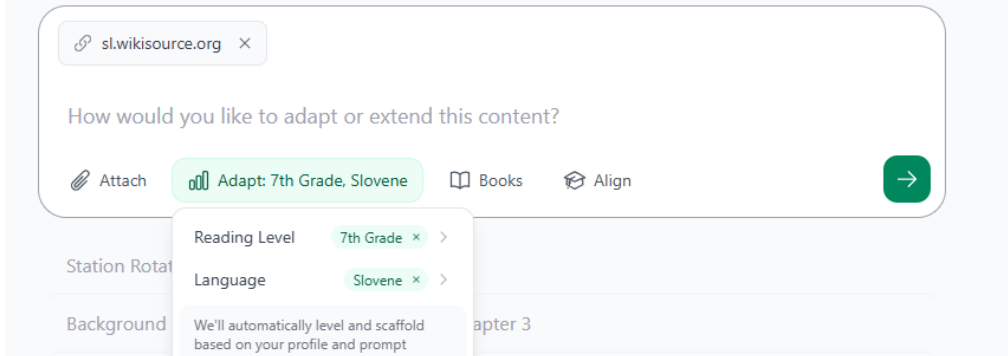 sl.wikisource.org ×
How would you like to adapt or extend this content?
Attach Adapt: 7th Grade, Slovene Books Align
Reading Level 7th Grade ×
Station Rotat
Language Slovene ×
Background apter 3
We'll automatically level and scaffold
based on your profile and prompt